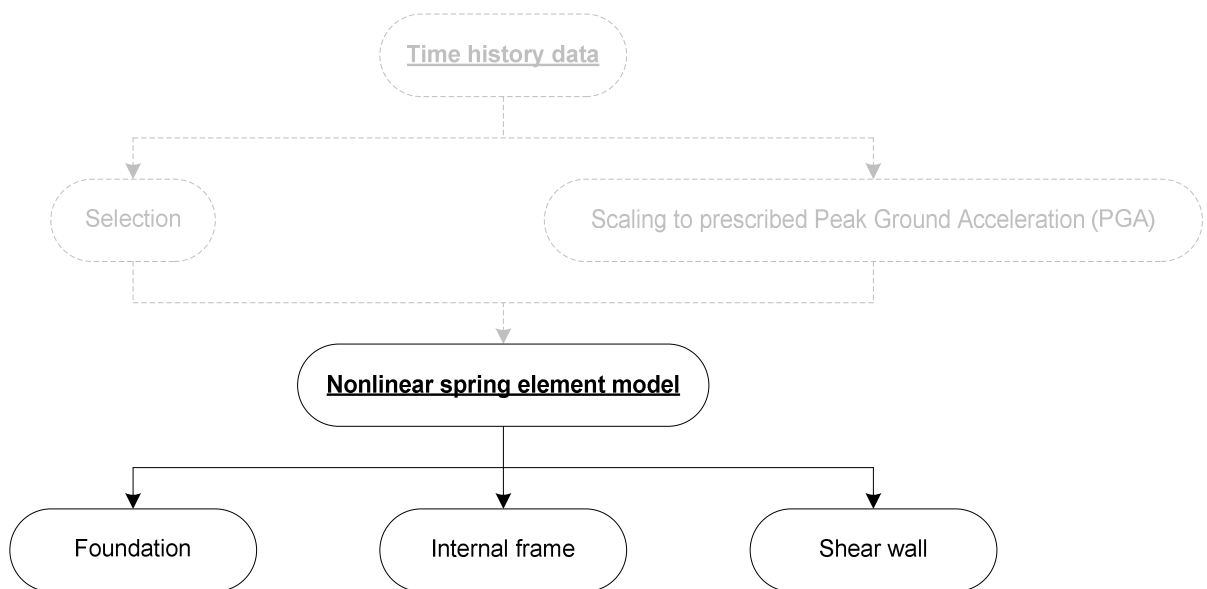 Time history data
Selection
Scaling to prescribed Peak Ground Acceleration (PGA)
Nonlinear spring element model
Foundation
Internal frame
Shear wall